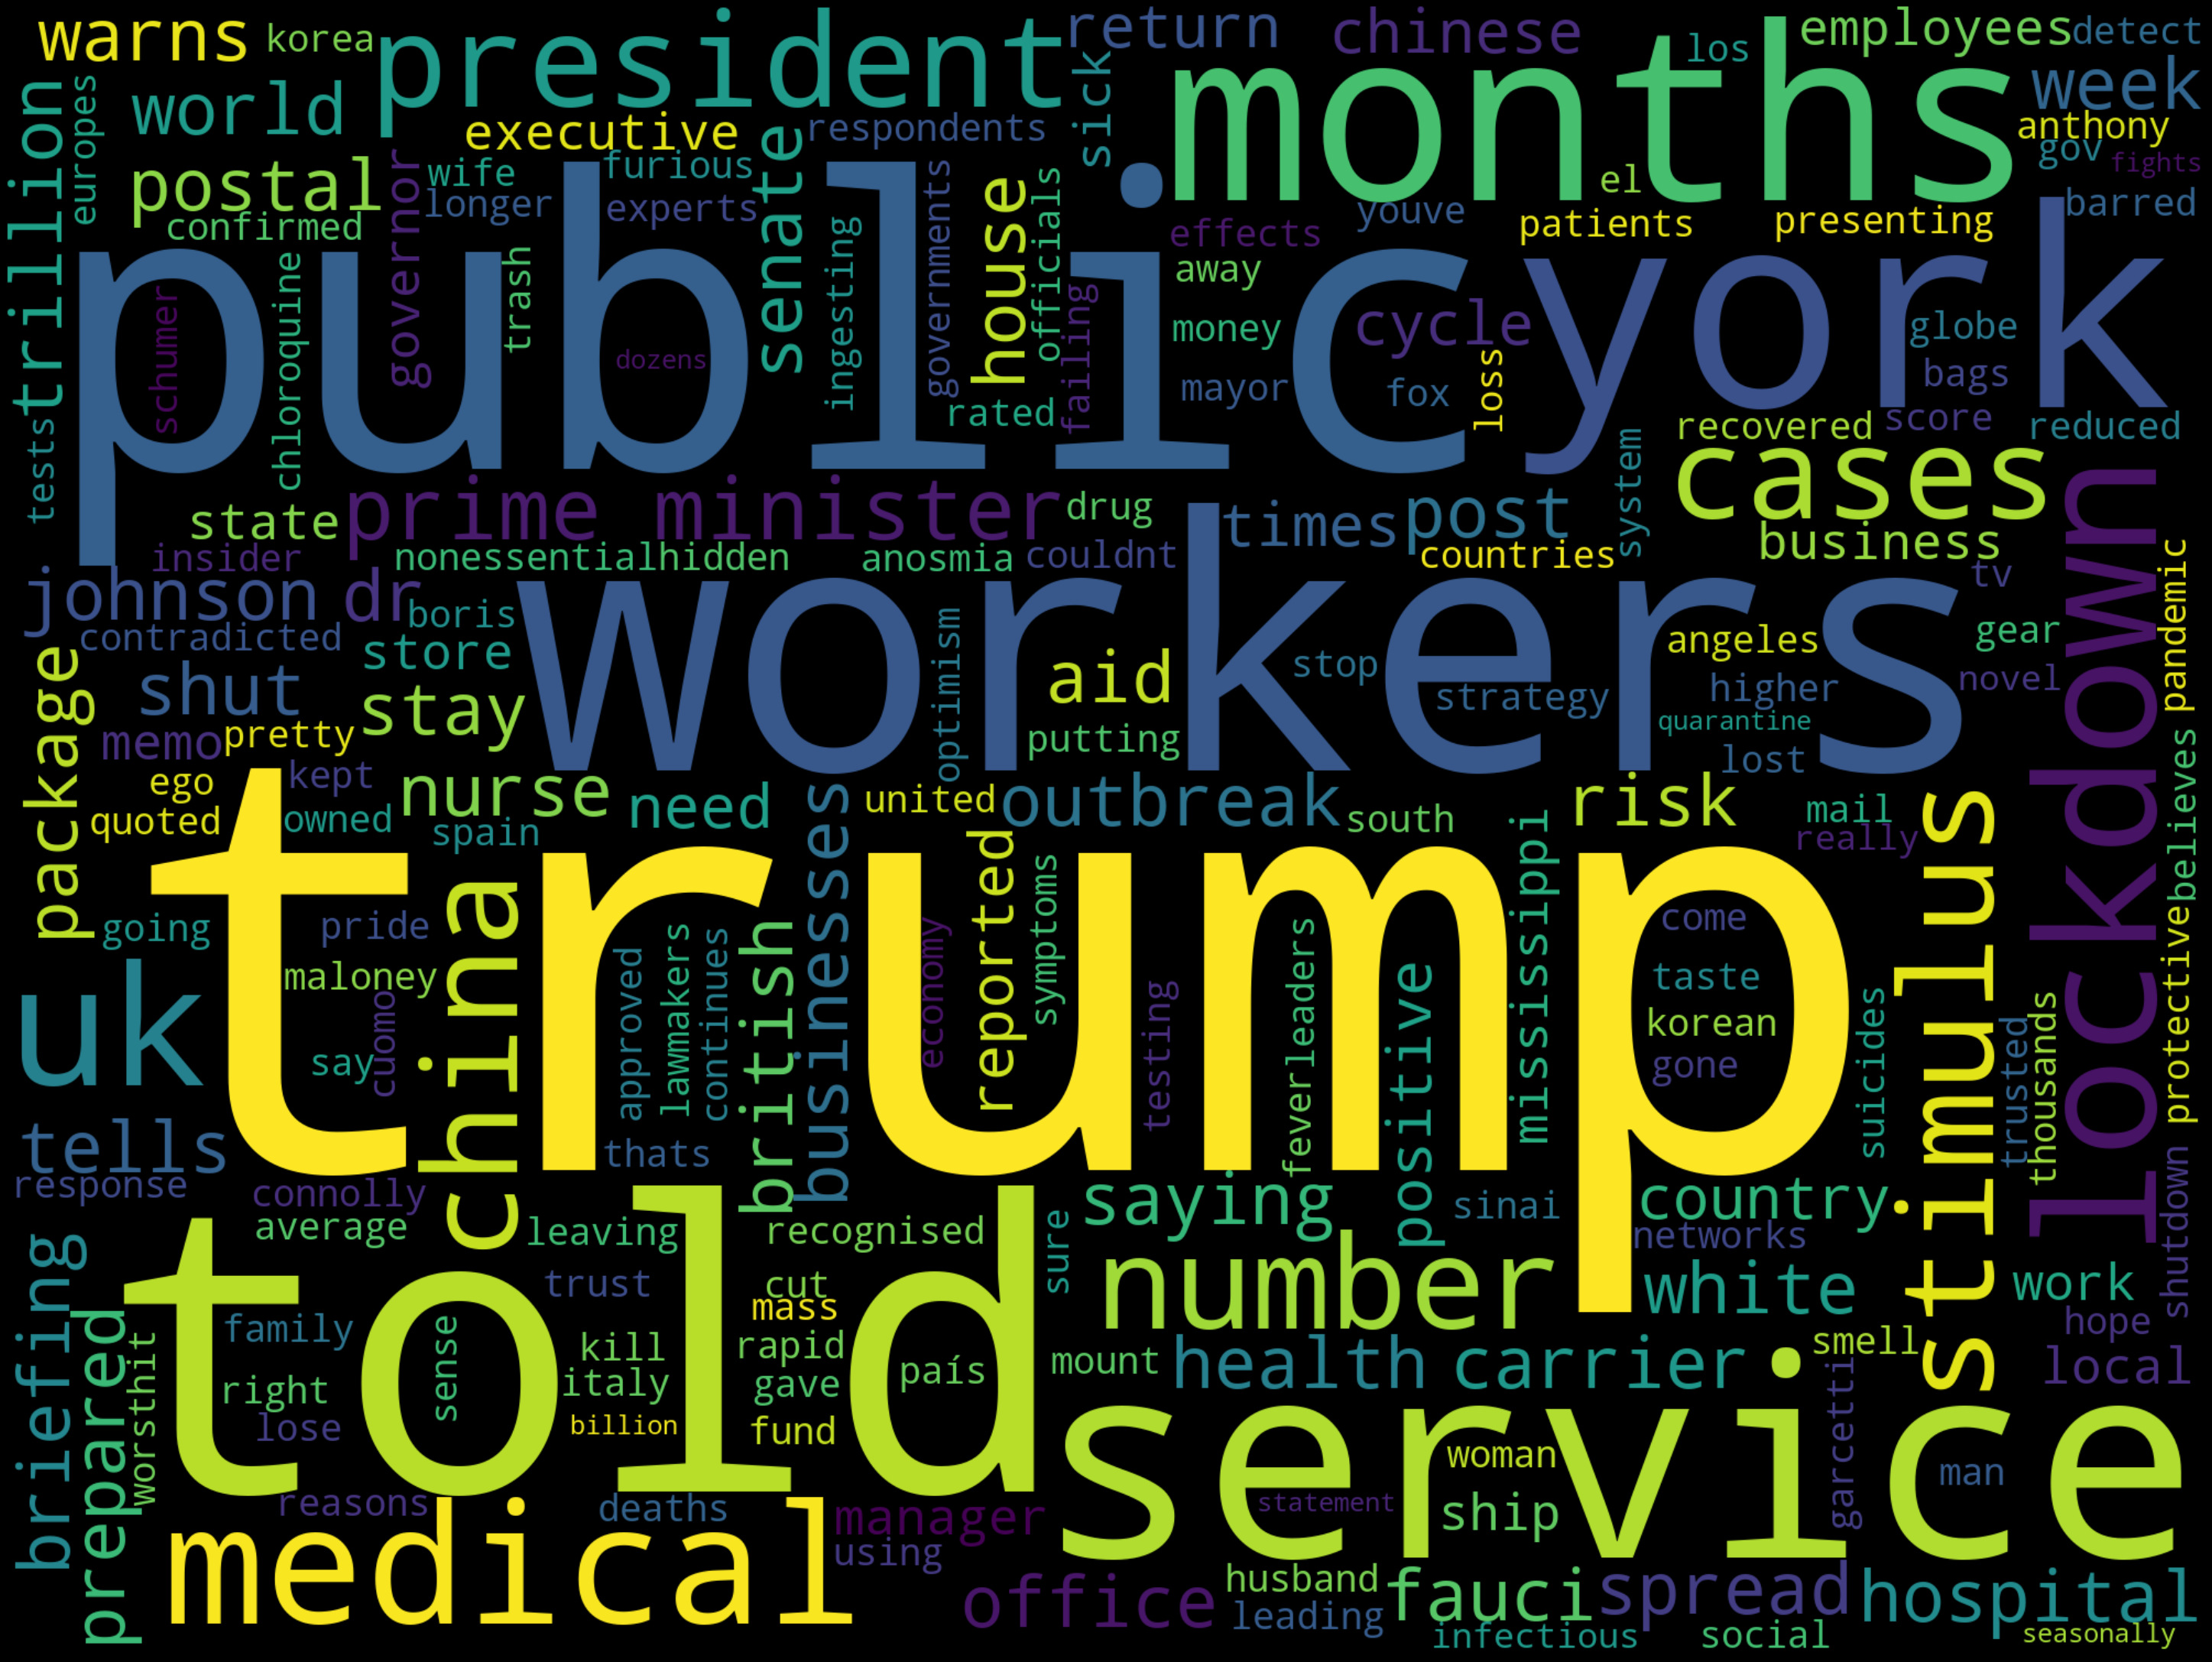 warns
korea
president
return
chinese
los
employees
detect
trillion
europes
world
executive
respondents
sick
months
week
anthony
gov
fights
postal
governor
wife
furious
senate
longer
experts
governments
house
officials
el
youve
patients
presenting
barred
confirmed
trash
effects
away
public
york
schumer
chloroquine
dozens
ingesting
failing
money
mayor
cycle
fox
loss
globe
bags
rated
recovered
score
reduced
tests
state
prime minister
drug
times
post
system
cases
lockdown
insider
nonessential
hidden
anosmia
couldnt
countries
business
tv
pandemic
johnson
dr
boris
workers
contradicted
store
optimism
stop
angeles
gear
package
shut
stay
aid
strategy
higher
novel
memo
pretty
putting
quarantine
lost
ego
kept
nurse
need
businesses
united
outbreak
south
risk
mail
stimulus
believes
quoted
owned
spain
really
trump
china
reported
symptoms
mississippi
going
pride
british
come
uk
maloney
approved
lawmakers
continues
economy
feverleaders
positive
taste
protective
say
cuomo
testing
korean
gone
suicides
trusted
thousands
tells
thats
response
connolly
saying
sinai
country
shutdown
average
leaving
recognised
sure
networks
briefing
told
trust
cut
number
white
work
prepared
worsthit
family
sense
kill
mass
rapid
hope
right
italy
gave
país
mount
health
carrier
smell
local
lose
billion
fund
service
woman
garcetti
man
reasons
deaths
manager
statement
ship
medical
using
office
husband
fauci
spread
hospital
leading
infectious
social
seasonally